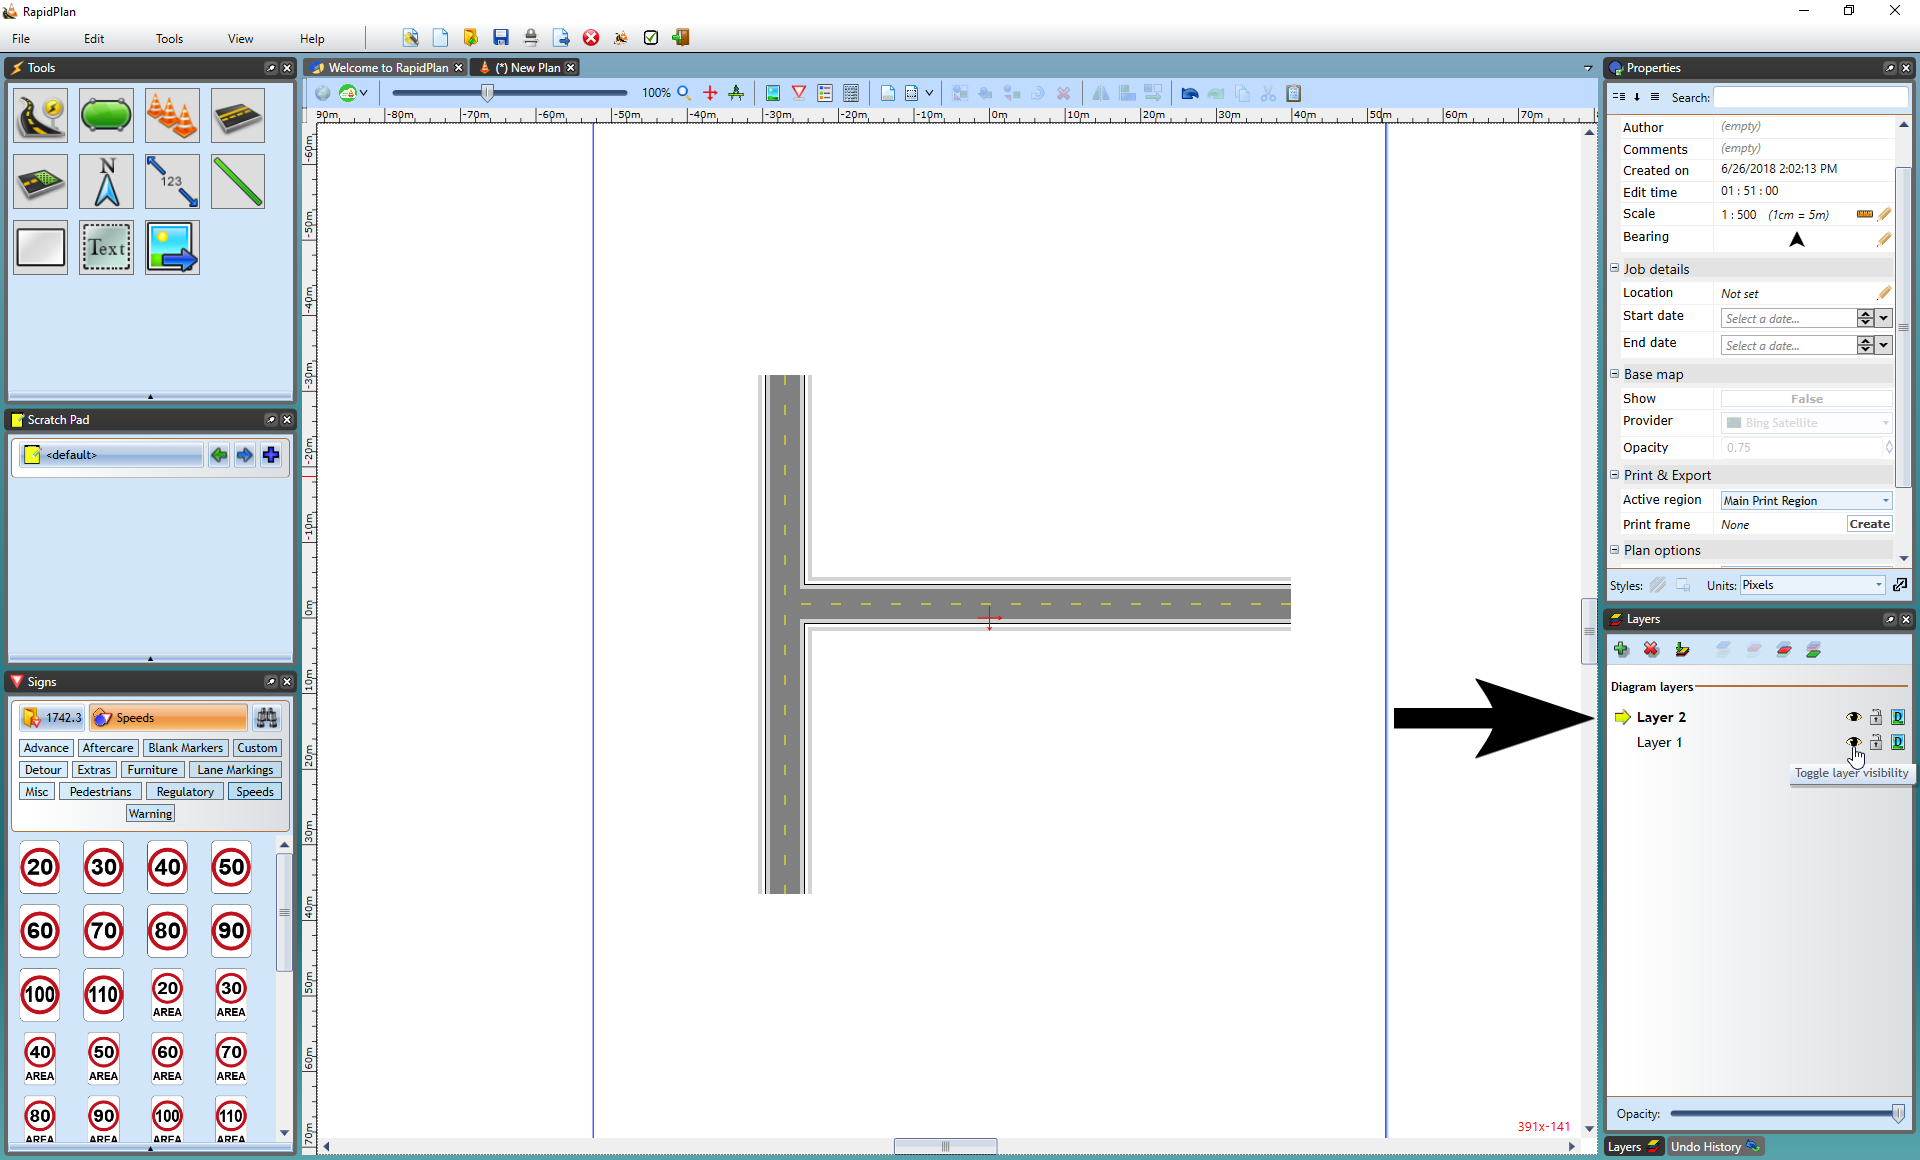 RapidPlan
File Edit Tools View Help
Tools
N
123
Text
Scratch Pad
<default>
Signs
1742.3 Speeds
Advance Aftercare Blank Markers Custom
Detour Extras Furniture Lane Markings
Misc Pedestrians Regulatory Speeds
Warning
20 30 40 50
60 70 80 90
100 110 20 AREA 30 AREA
40 AREA 50 AREA 60 AREA 70 AREA
80 AREA 90 AREA 100 AREA 110 AREA
Welcome to RapidPlan (*) New Plan
100%
90m -80m -70m -60m -50m -40m -30m -20m -10m 0m 10m 20m 30m 40m 50m 60m 70m
-60m
-50m
-40m
-30m
-20m
-10m
0m
10m
20m
30m
40m
50m
60m
70m
391x-141
Properties
Search:
Author (empty)
Comments (empty)
Created on 6/26/2018 2:02:13 PM
Edit time 01 : 51 : 00
Scale 1 : 500 (1cm = 5m)
Bearing
Job details
Location Not set
Start date Select a date...
End date Select a date...
Base map
Show False
Provider Bing Satellite
Opacity 0.75
Print & Export
Active region Main Print Region
Print frame None Create
Plan options
Styles: Units: Pixels
Layers
Diagram layers
Layer 2 D
Layer 1 D
Toggle layer visibility
Opacity:
Layers Undo History